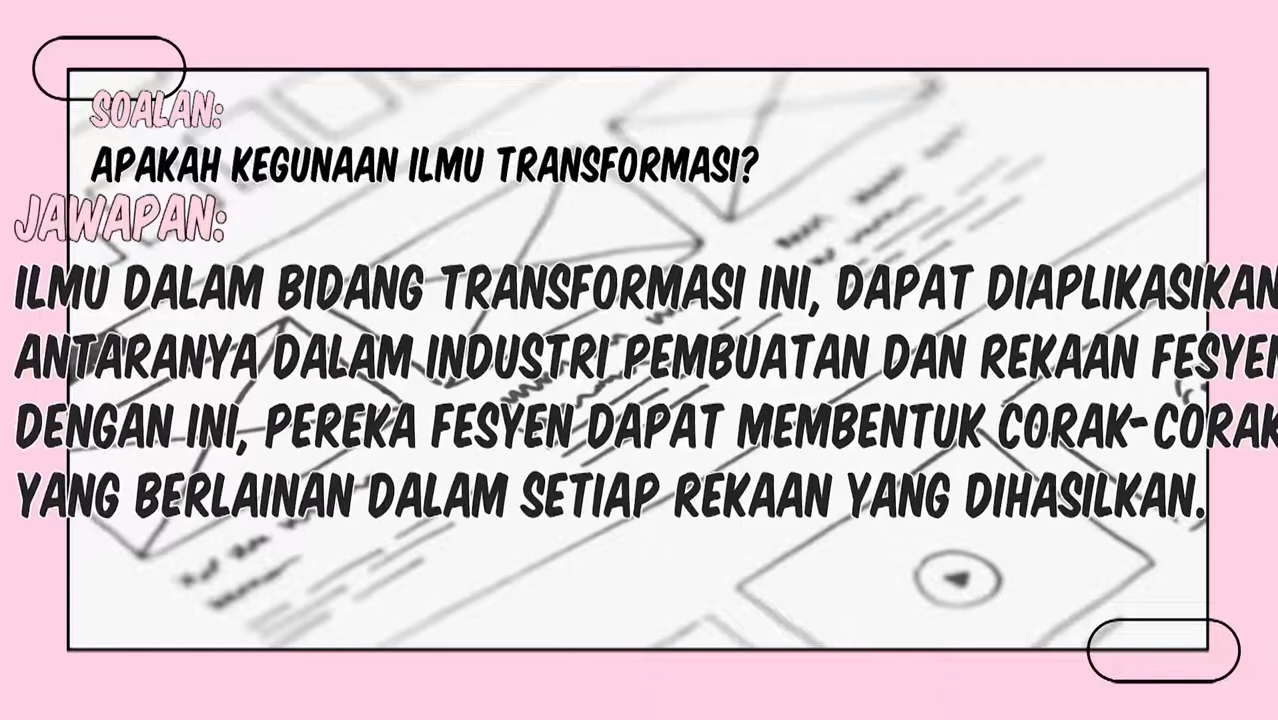 SOALAN:
APAKAH KEGUNAAN ILMU TRANSFORMASI?
JAWAPAN:
ILMU DALAM BIDANG TRANSFORMASI INI, DAPAT DIAPLIKASIKAN
ANTARANYA DALAM INDUSTRI PEMBUATAN DAN REKAAN FESYEN
DENGAN INI, PEREKA FESYEN DAPAT MEMBENTUK CORAK-CORAK
YANG BERLAINAN DALAM SETIAP REKAAN YANG DIHASILKAN.